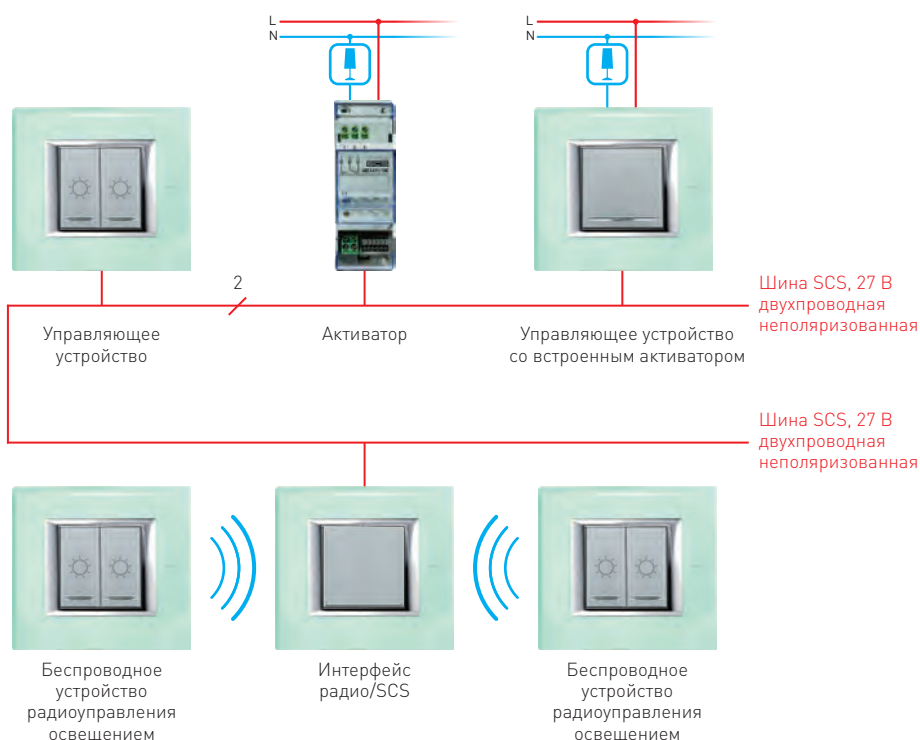 L
N
L
N
2
Шина SCS, 27 В
двухпроводная
неполяризованная
Управляющее
устройство
Активатор
Управляющее устройство
со встроенным активатором
Шина SCS, 27 В
двухпроводная
неполяризованная
Беспроводное
устройство
радиоуправления
освещением
Интерфейс
радио/SCS
Беспроводное
устройство
радиоуправления
освещением